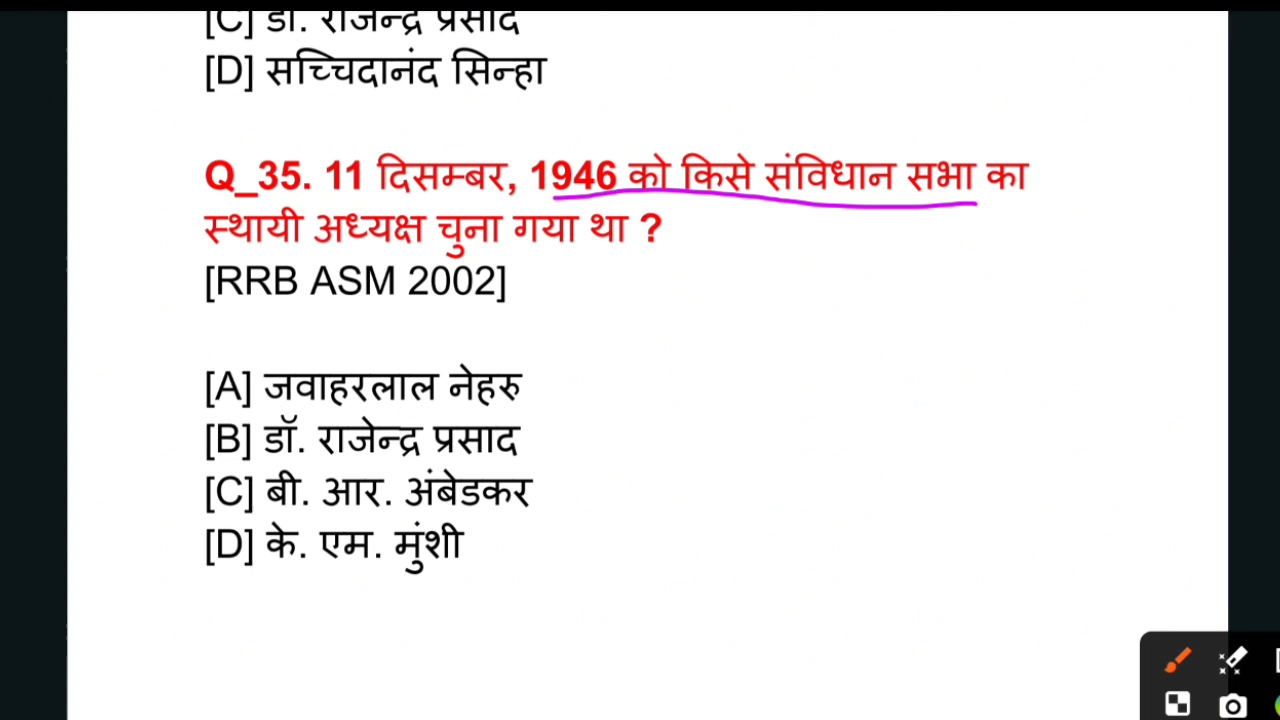 [C] डॉ. राजेन्द्र प्रसाद
[D] सच्चिदानंद सिन्हा
Q_35. 11 दिसम्बर, 1946 को किसे संविधान सभा का
स्थायी अध्यक्ष चुना गया था ?
[RRB ASM 2002]
[A] जवाहरलाल नेहरु
[B] डॉ. राजेन्द्र प्रसाद
[C] बी. आर. अंबेडकर
[D] के. एम. मुंशी